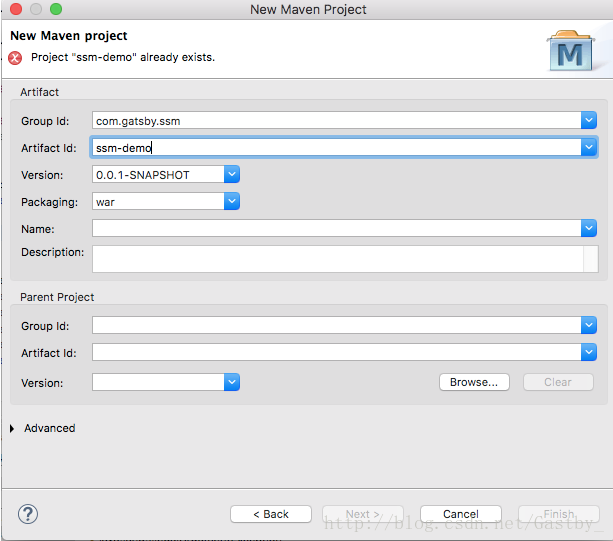 New Maven Project
New Maven project
Project "ssm-demo" already exists.
M
Artifact
Group Id: com.gatsby.ssm
Artifact Id: ssm-demo
Version: 0.0.1-SNAPSHOT
Packaging: war
Name:
Description:
Parent Project
Group Id:
Artifact Id:
Version: Browse... Clear
Advanced
? < Back Next > Cancel Finish
http://blog.csdn.net/Gastby_